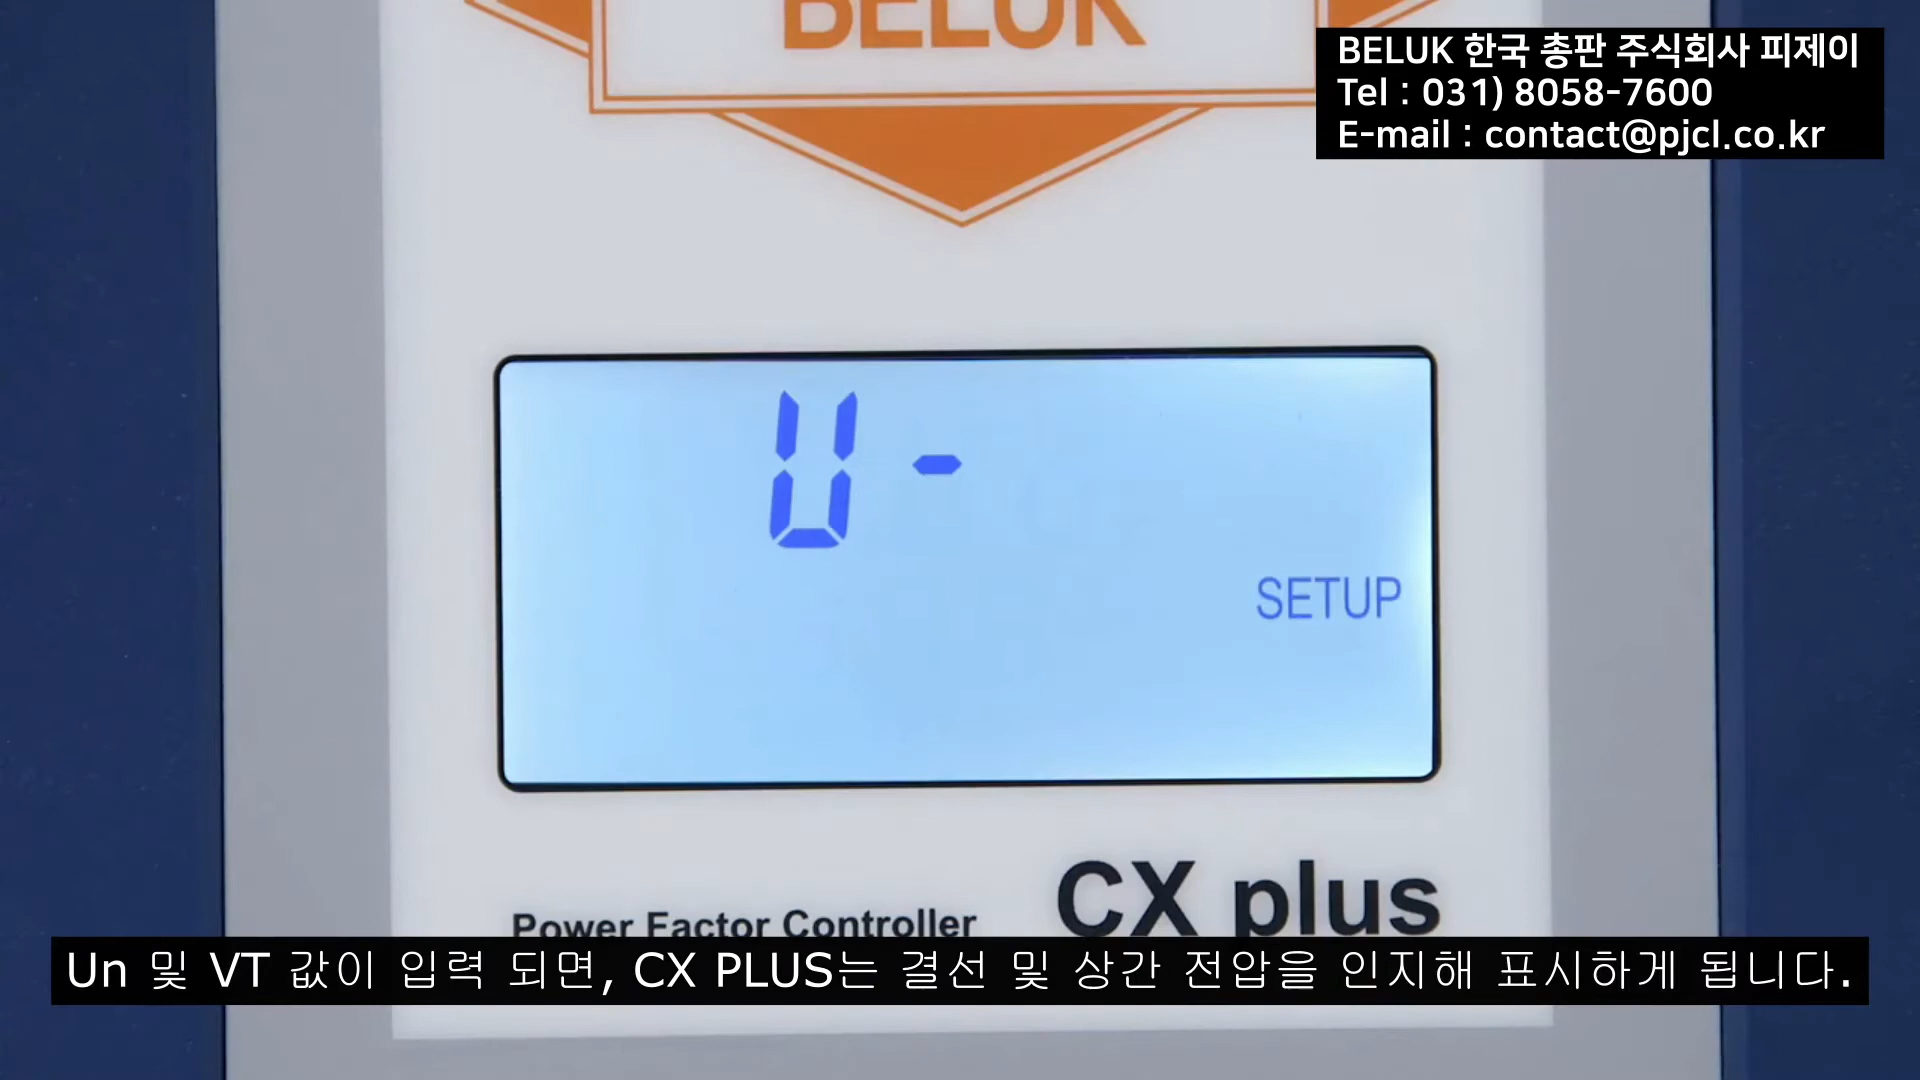 BELUK
BELUK 한국 총판 주식회사 피제이
Tel : 031) 8058-7600
E-mail : contact@pjcl.co.kr
U-
SETUP
Power Factor Controller
CX plus
Un 및 VT 값이 입력 되면, CX PLUS는 결선 및 상간 전압을 인지해 표시하게 됩니다.